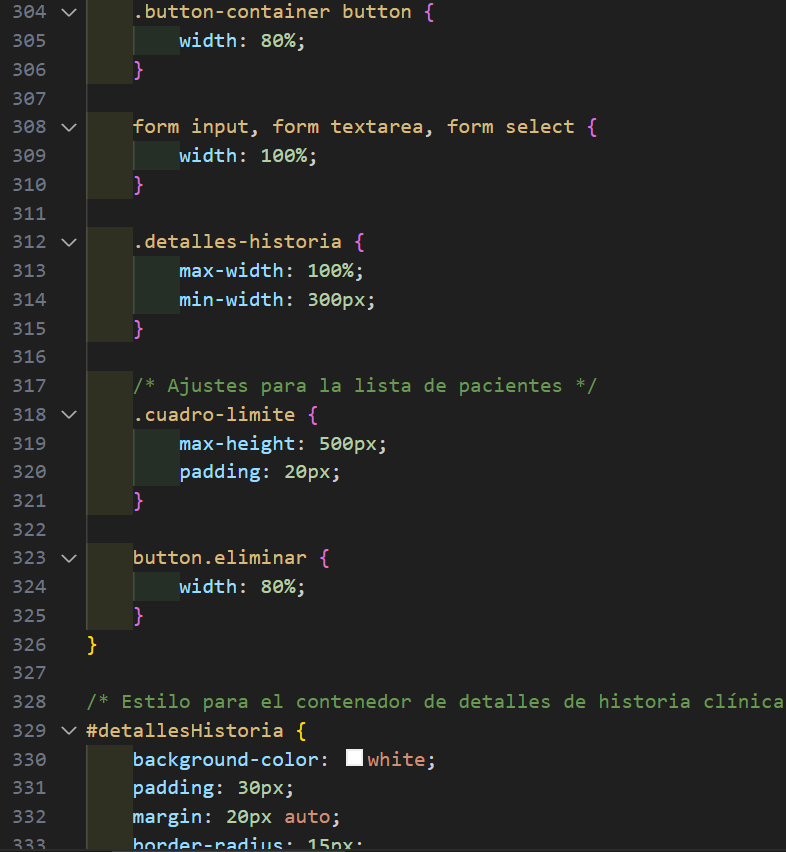 304 .button-container button {
305 width: 80%;
306 }
307
308 form input, form textarea, form select {
309 width: 100%;
310 }
311
312 .detalles-historia {
313 max-width: 100%;
314 min-width: 300px;
315 }
316
317 /* Ajustes para la lista de pacientes */
318 .cuadro-limite {
319 max-height: 500px;
320 padding: 20px;
321 }
322
323 button.eliminar {
324 width: 80%;
325 }
326 }
327
328 /* Estilo para el contenedor de detalles de historia clínica
329 #detallesHistoria {
330 background-color: white;
331 padding: 30px;
332 margin: 20px auto;
333 border-radius: 15px;